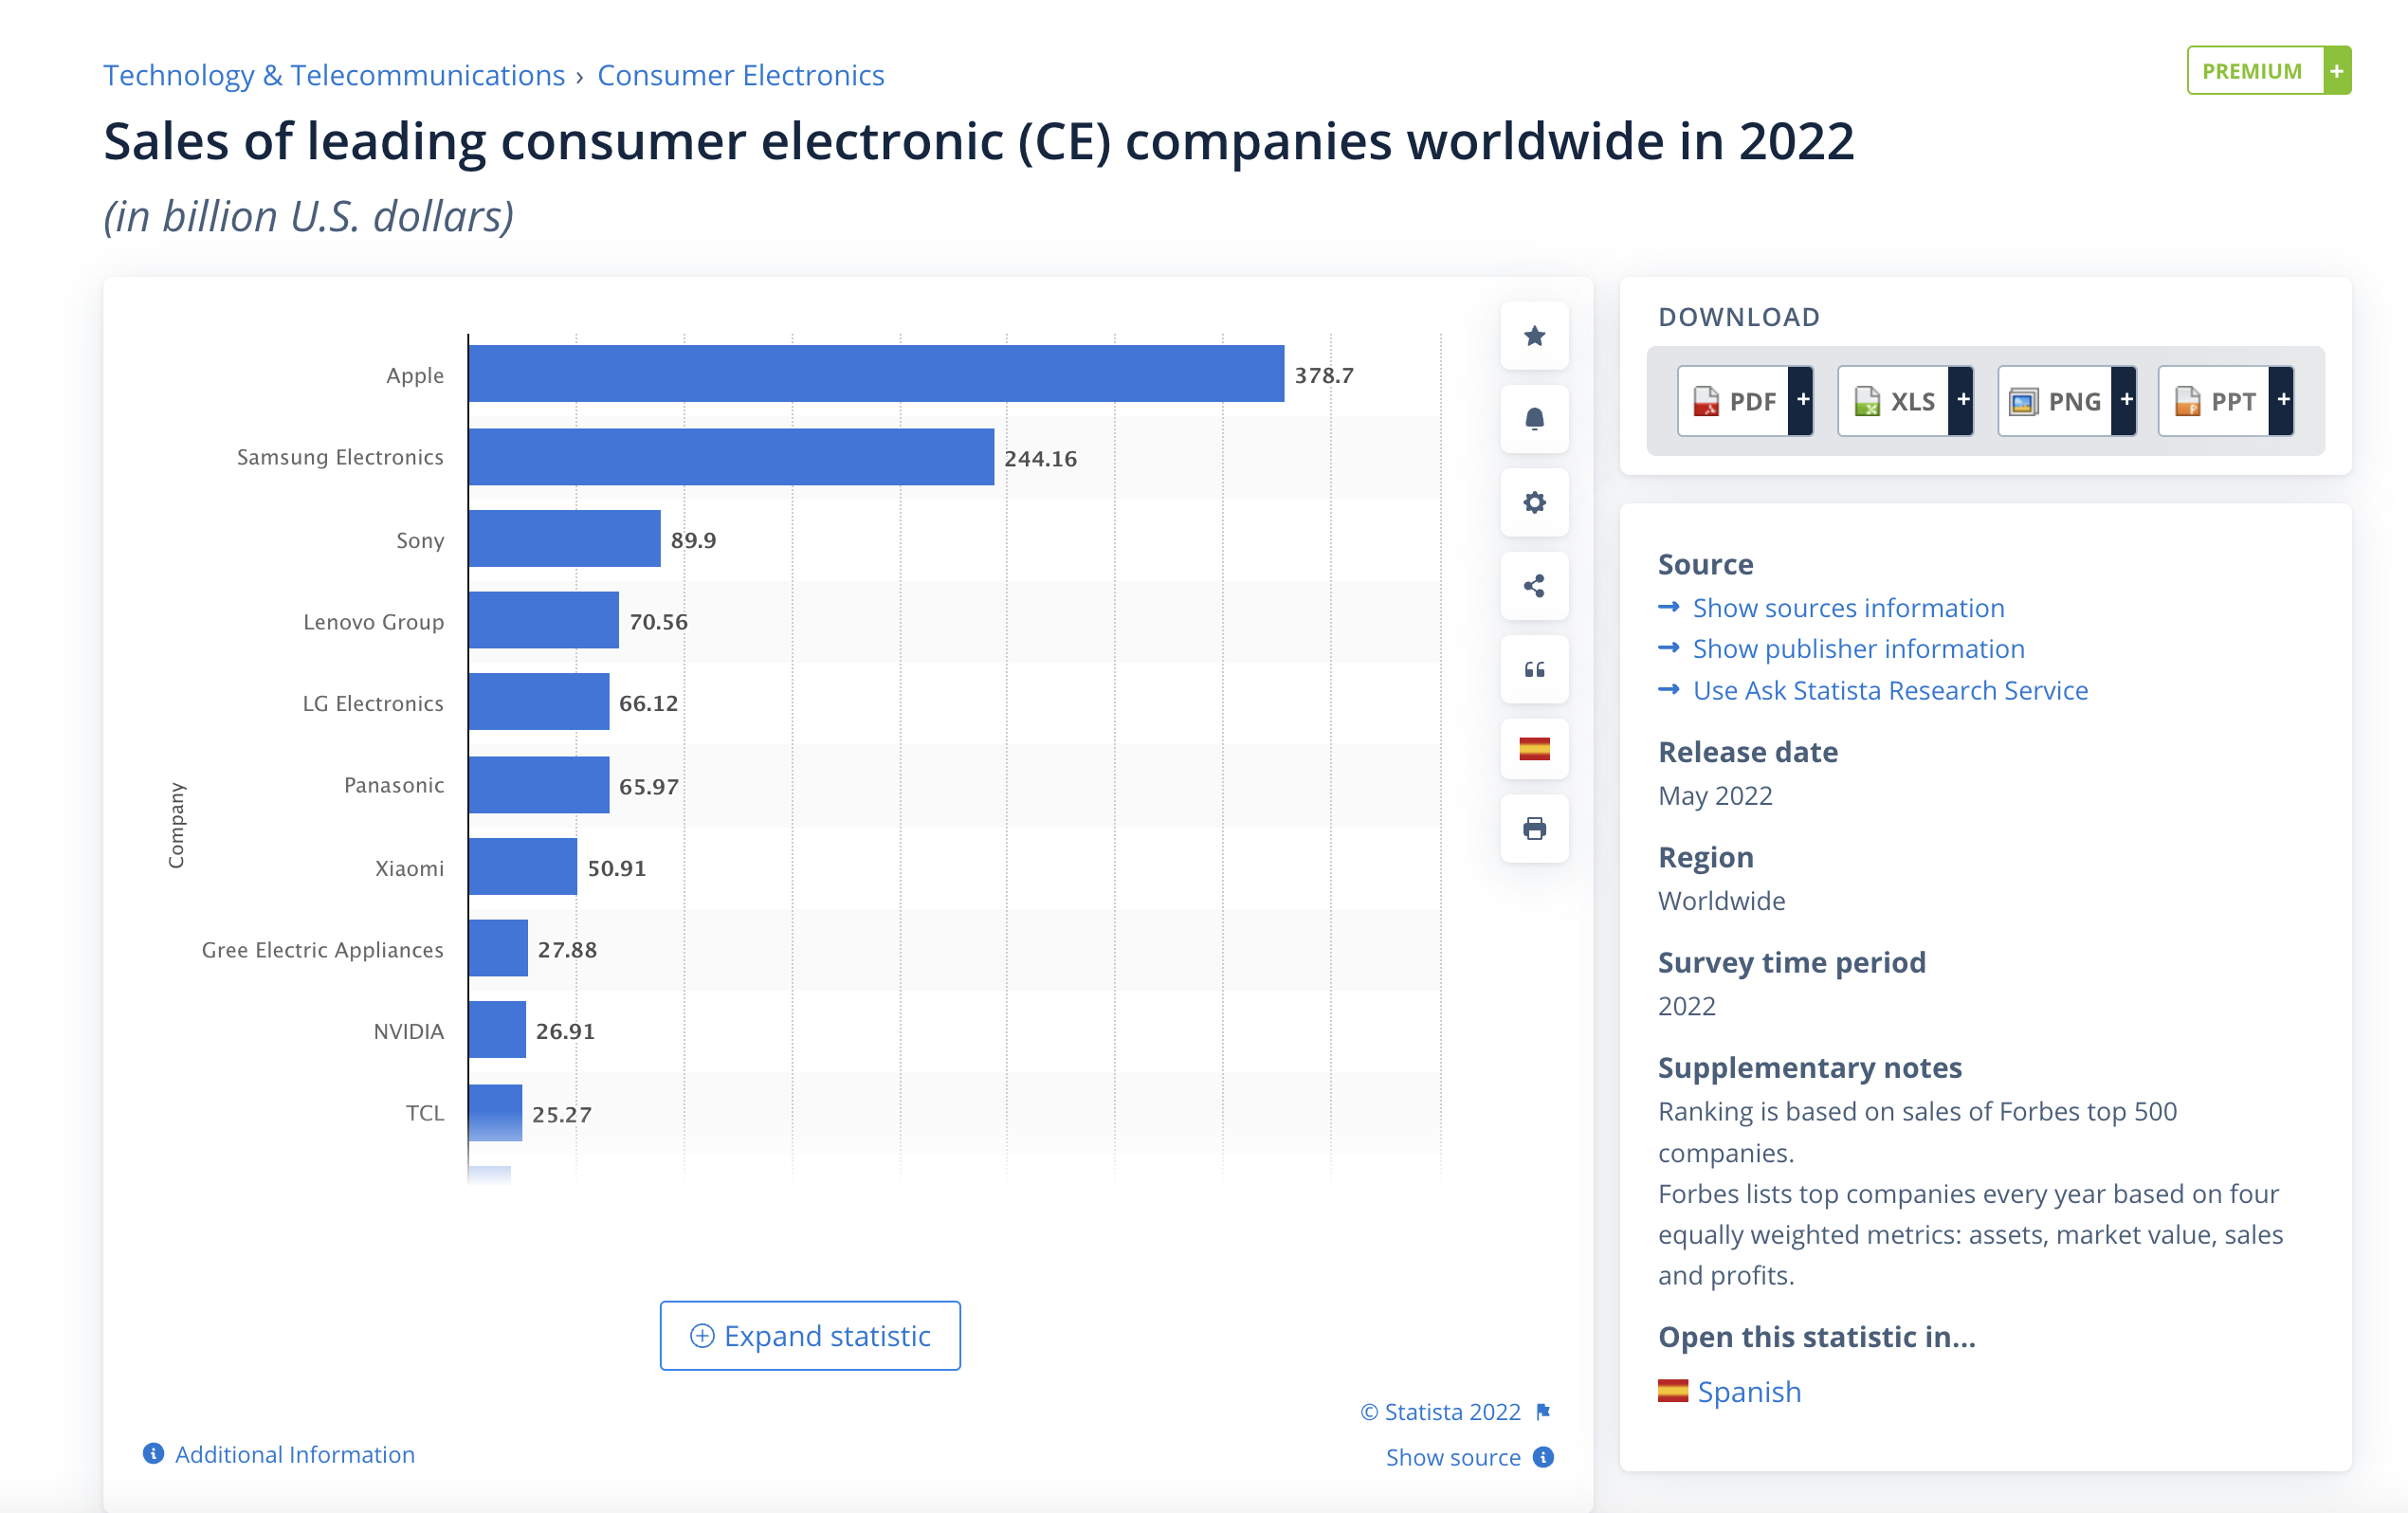 Technology & Telecommunications › Consumer Electronics
PREMIUM +
Sales of leading consumer electronic (CE) companies worldwide in 2022
(in billion U.S. dollars)
Company
Apple 378.7
Samsung Electronics 244.16
Sony 89.9
Lenovo Group 70.56
LG Electronics 66.12
Panasonic 65.97
Xiaomi 50.91
Gree Electric Appliances 27.88
NVIDIA 26.91
TCL 25.27
Expand statistic
© Statista 2022
Additional Information
Show source
DOWNLOAD
PDF + XLS + PNG + PPT +
Source
→ Show sources information
→ Show publisher information
→ Use Ask Statista Research Service
Release date
May 2022
Region
Worldwide
Survey time period
2022
Supplementary notes
Ranking is based on sales of Forbes top 500
companies.
Forbes lists top companies every year based on four
equally weighted metrics: assets, market value, sales
and profits.
Open this statistic in...
Spanish